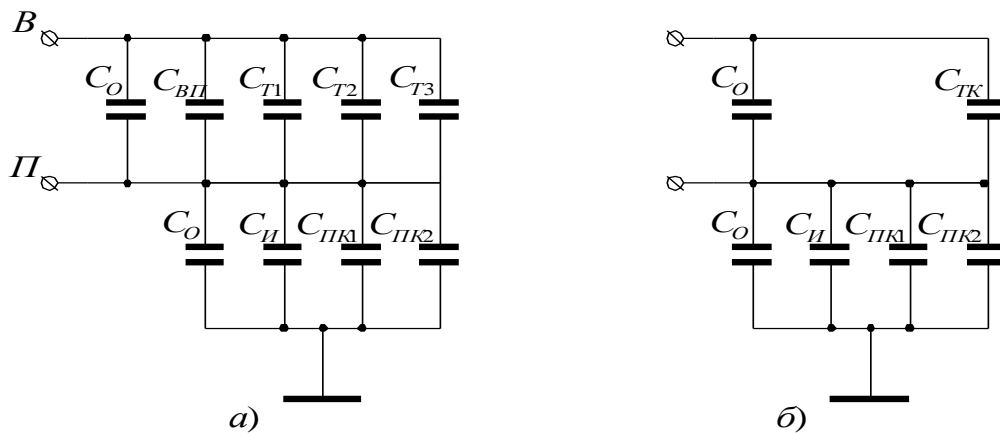 В
C_O C_ВП C_Т1 C_Т2 C_Т3
C_O C_ТК
П
C_O C_И C_ПК1 C_ПК2
C_O C_И C_ПК1 C_ПК2
а) б)